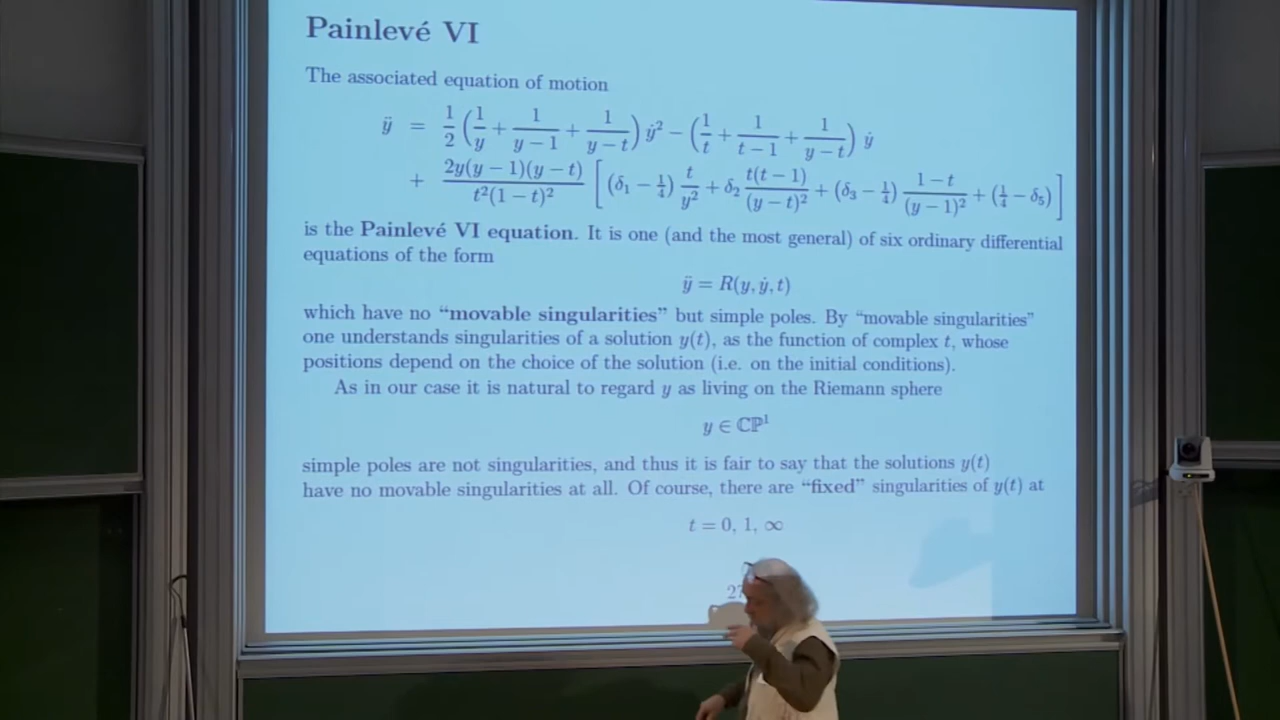 Painlevé VI
The associated equation of motion
ÿ = 1/2 (1/y + 1/(y − 1) + 1/(y − t)) ẏ² − (1/t + 1/(t − 1) + 1/(y − t)) ẏ
+ 2y(y − 1)(y − t)/(t²(1 − t)²) [(δ₁ − 1/4) t/y² + δ₂ t(t − 1)/(y − t)² + (δ₃ − 1/4) (1 − t)/(y − 1)² + (1/4 − δ₅)]
is the Painlevé VI equation. It is one (and the most general) of six ordinary differential
equations of the form
ÿ = R(y, ẏ, t)
which have no “movable singularities” but simple poles. By “movable singularities”
one understands singularities of a solution y(t), as the function of complex t, whose
positions depend on the choice of the solution (i.e. on the initial conditions).
As in our case it is natural to regard y as living on the Riemann sphere
y ∈ ℂℙ¹
simple poles are not singularities, and thus it is fair to say that the solutions y(t)
have no movable singularities at all. Of course, there are “fixed” singularities of y(t) at
t = 0, 1, ∞